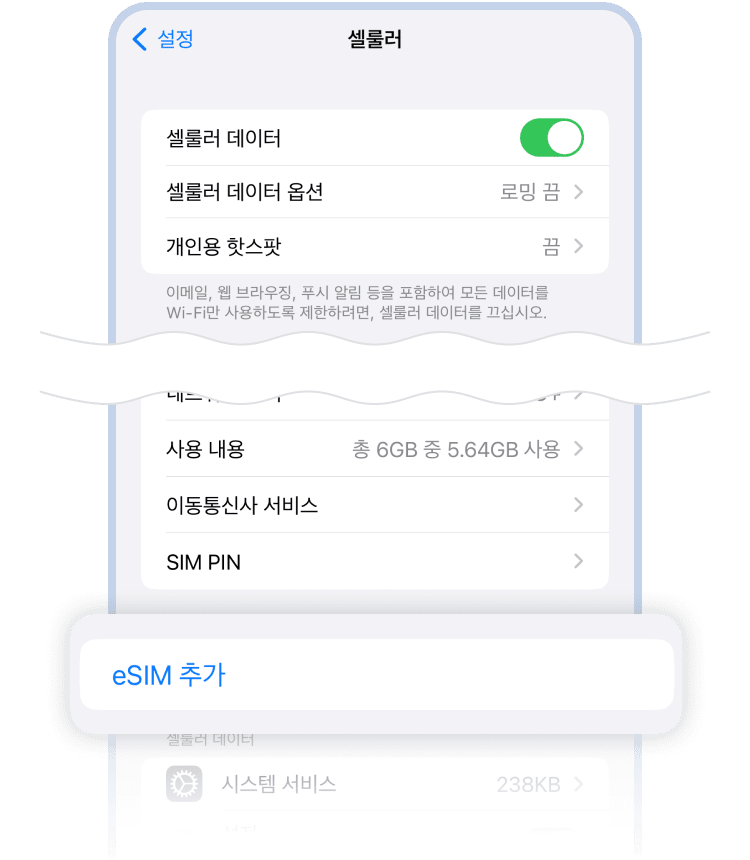 설정
셀룰러
셀룰러 데이터
셀룰러 데이터 옵션 로밍 끔
개인용 핫스팟 끔
이메일, 웹 브라우징, 푸시 알림 등을 포함하여 모든 데이터를
Wi-Fi만 사용하도록 제한하려면, 셀룰러 데이터를 끄십시오.
사용 내용 총 6GB 중 5.64GB 사용
이동통신사 서비스
SIM PIN
eSIM 추가
셀룰러 데이터
시스템 서비스 238KB